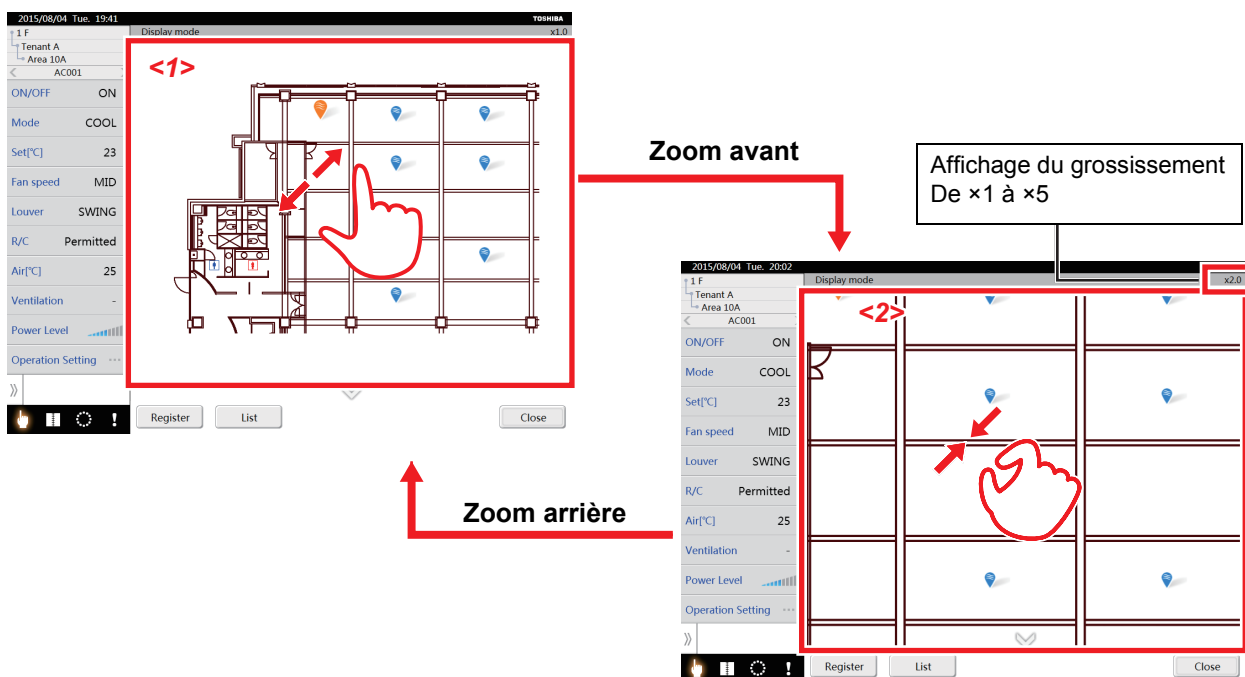 2015/08/04 Tue. 19:41
TOSHIBA
1 F
Tenant A
Area 10A
< AC001 >
ON/OFF ON
Mode COOL
Set[°C] 23
Fan speed MID
Louver SWING
R/C Permitted
Air[°C] 25
Ventilation -
Power Level
Operation Setting ...
Display mode x1.0
<1>
Register List Close
Zoom avant
Affichage du grossissement
De ×1 à ×5
Zoom arrière
2015/08/04 Tue. 20:02
1 F
Tenant A
Area 10A
< AC001 >
ON/OFF ON
Mode COOL
Set[°C] 23
Fan speed MID
Louver SWING
R/C Permitted
Air[°C] 25
Ventilation -
Power Level
Operation Setting ...
Display mode x2.0
<2>
Register List Close